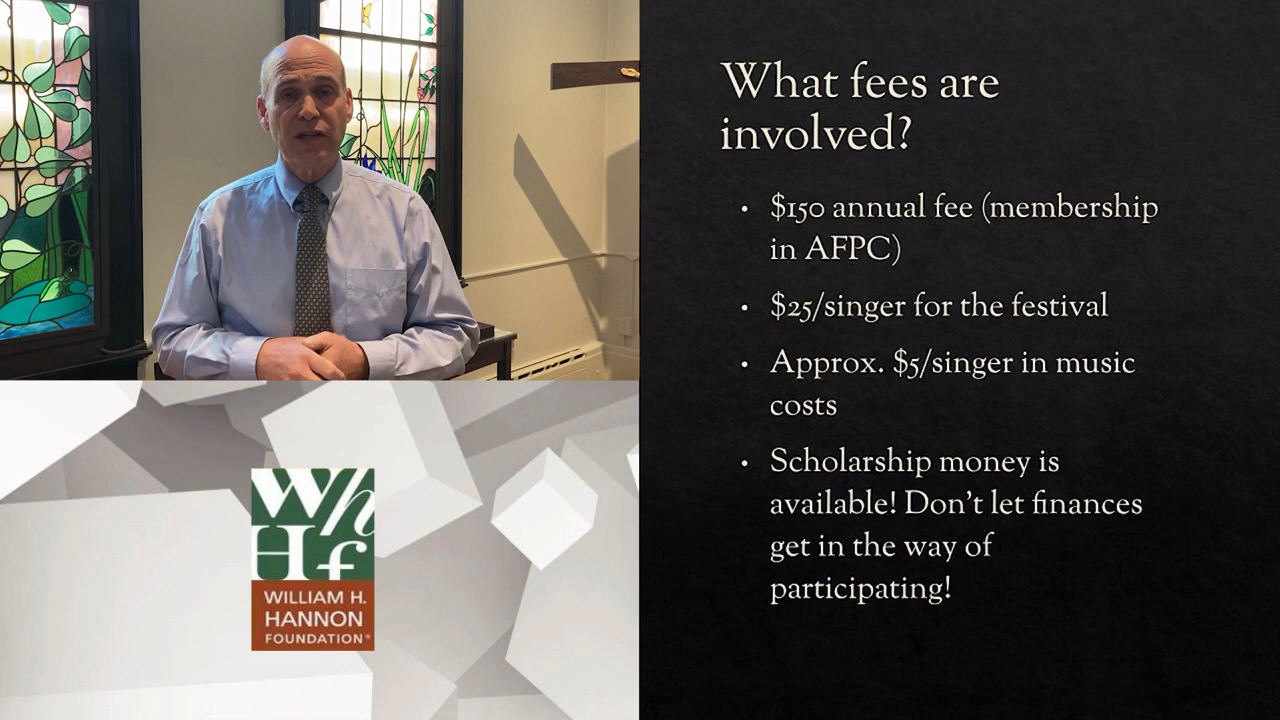 What fees are
involved?
• $150 annual fee (membership
in AFPC)
• $25/singer for the festival
• Approx. $5/singer in music
costs
• Scholarship money is
available! Don’t let finances
get in the way of
participating!
Wh
Hf
WILLIAM H.
HANNON
FOUNDATION®